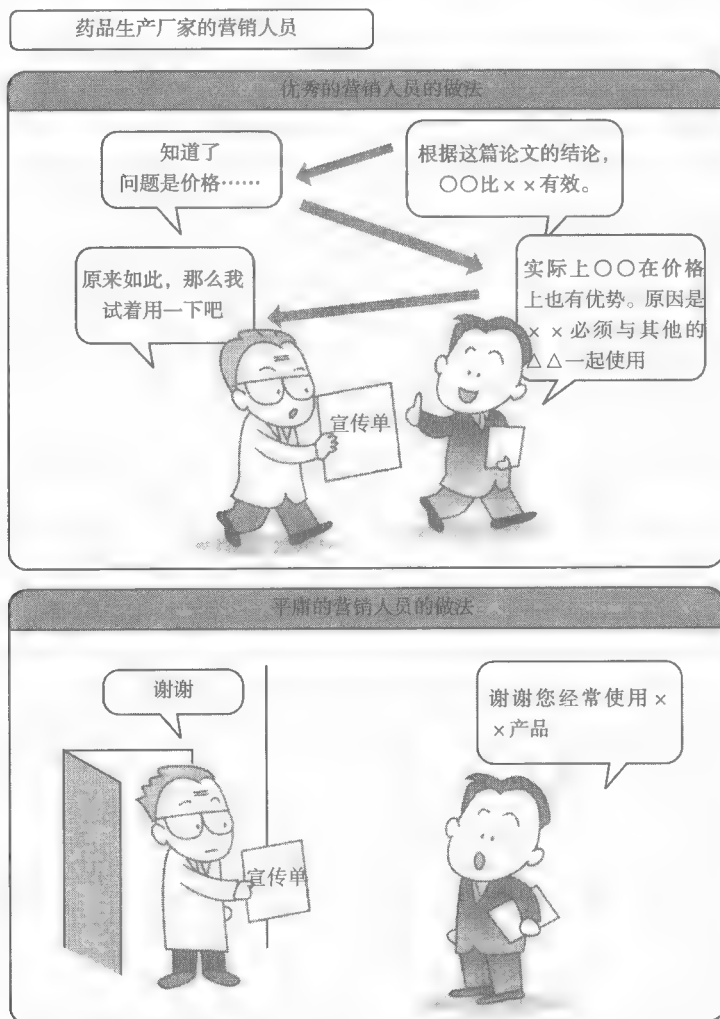 药品生产厂家的营销人员
优秀的营销人员的做法
根据这篇论文的结论，
〇〇比××有效。
知道了
问题是价格……
实际上〇〇在价格
上也有优势。原因是
××必须与其他的
△△一起使用
原来如此，那么我
试着用一下吧
宣传单
平庸的营销人员的做法
谢谢您经常使用×
×产品
谢谢
宣传单